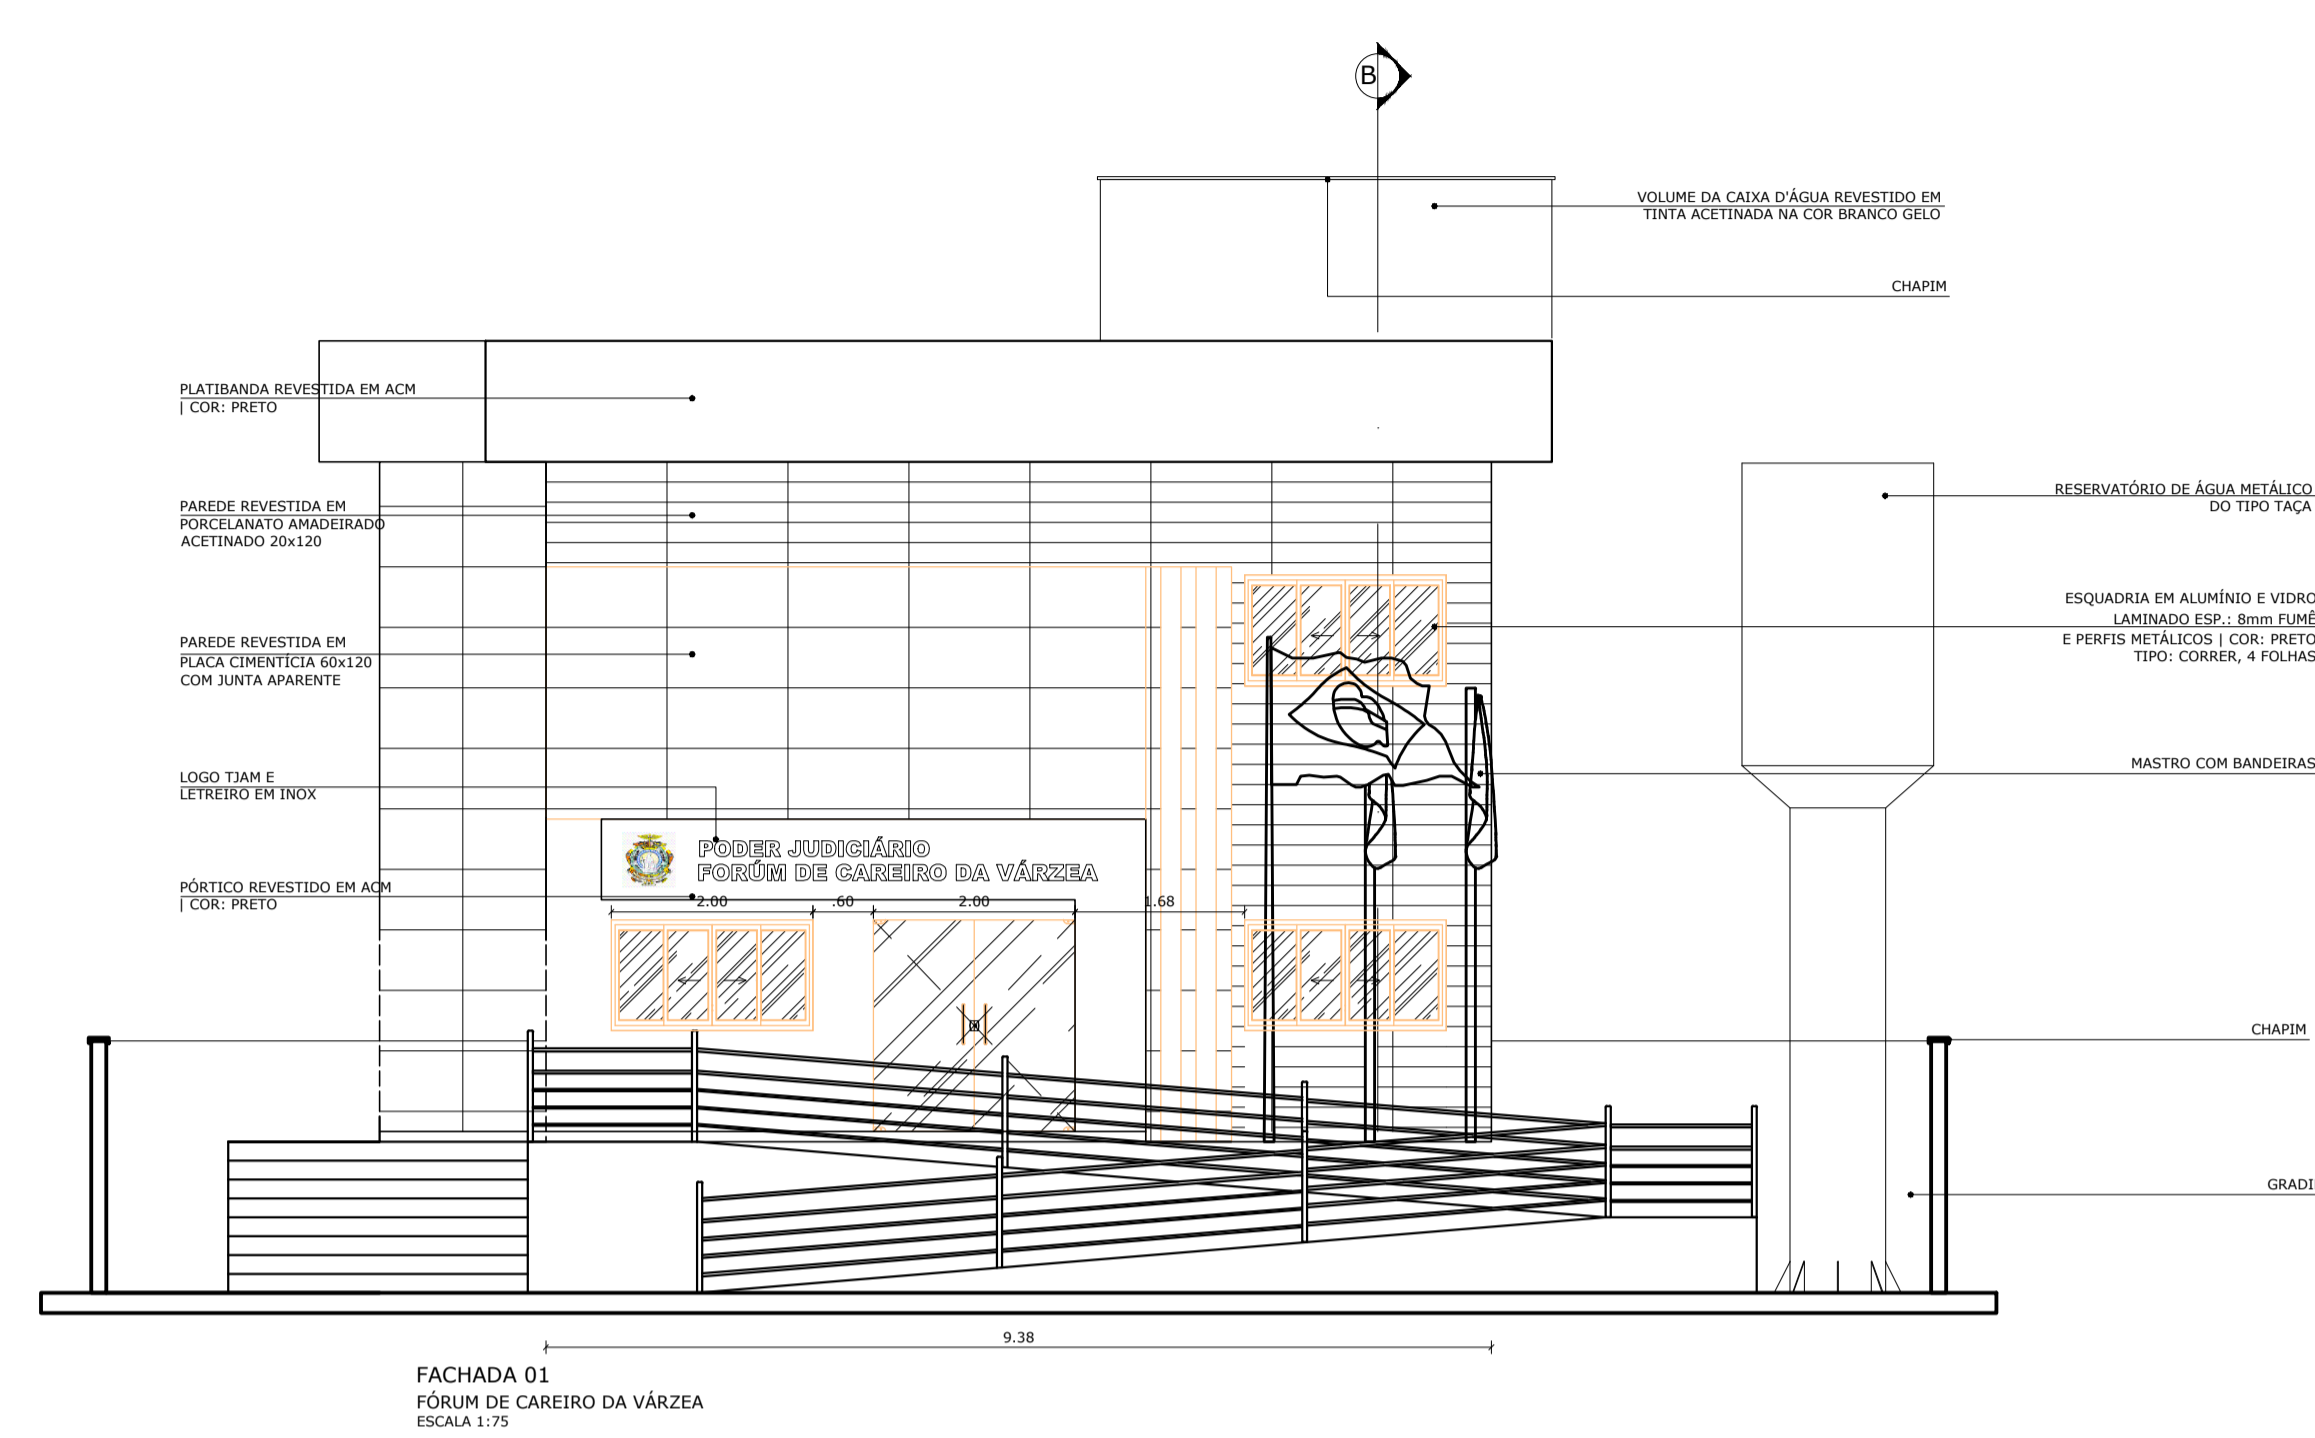 B
VOLUME DA CAIXA D'ÁGUA REVESTIDO EM
TINTA ACETINADA NA COR BRANCO GELO
CHAPIM
PLATIBANDA REVESTIDA EM ACM
| COR: PRETO
PAREDE REVESTIDA EM
PORCELANATO AMADEIRADO
ACETINADO 20x120
RESERVATÓRIO DE ÁGUA METÁLICO
DO TIPO TAÇA
ESQUADRIA EM ALUMÍNIO E VIDRO
LAMINADO ESP.: 8mm FUMÊ
E PERFIS METÁLICOS | COR: PRETO
TIPO: CORRER, 4 FOLHAS
PAREDE REVESTIDA EM
PLACA CIMENTÍCIA 60x120
COM JUNTA APARENTE
MASTRO COM BANDEIRAS
LOGO TJAM E
LETREIRO EM INOX
PODER JUDICIÁRIO
FORÚM DE CAREIRO DA VÁRZEA
PÓRTICO REVESTIDO EM ACM
| COR: PRETO
2.00 .60 2.00 1.68
CHAPIM
9.38
FACHADA 01
FÓRUM DE CAREIRO DA VÁRZEA
ESCALA 1:75